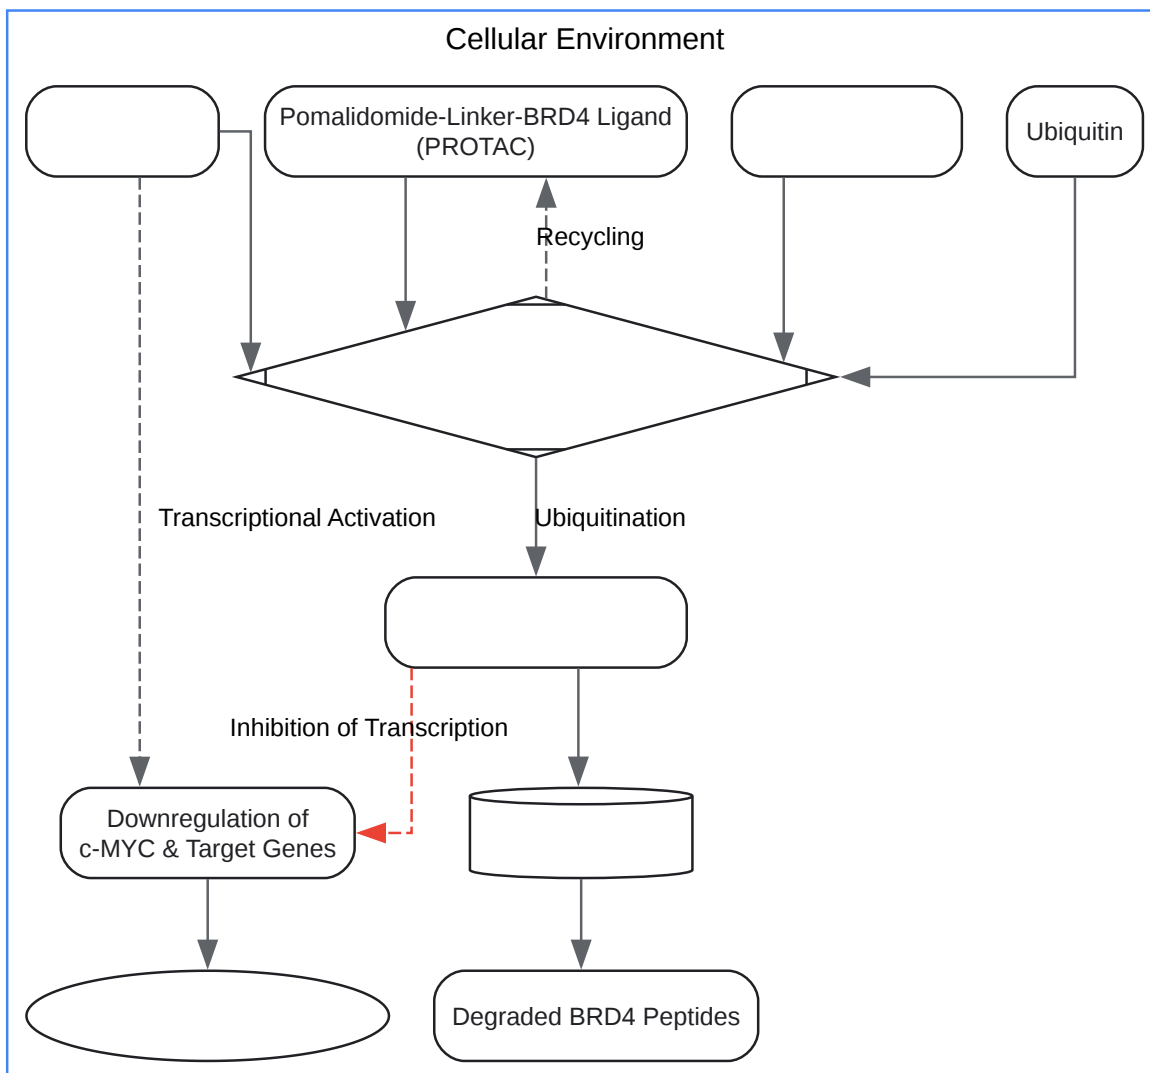 Cellular Environment
Pomalidomide-Linker-BRD4 Ligand
(PROTAC)
Ubiquitin
Recycling
Transcriptional Activation
Ubiquitination
Inhibition of Transcription
Downregulation of
c-MYC & Target Genes
Degraded BRD4 Peptides